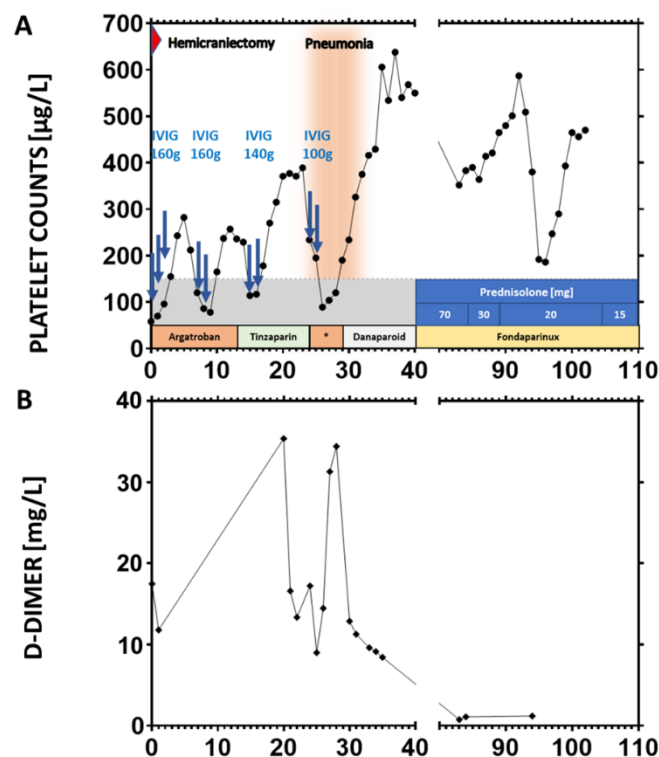 A
PLATELET COUNTS [µg/L]
700
600
500
400
300
200
100
0
Hemicraniectomy
Pneumonia
IVIG IVIG IVIG IVIG
160g 160g 140g 100g
Prednisolone [mg]
70 30 20 15
Argatroban Tinzaparin * Danaparoid Fondaparinux
0 10 20 30 40 90 100 110
B
D-DIMER [mg/L]
40
30
20
10
0
0 10 20 30 40 90 100 110